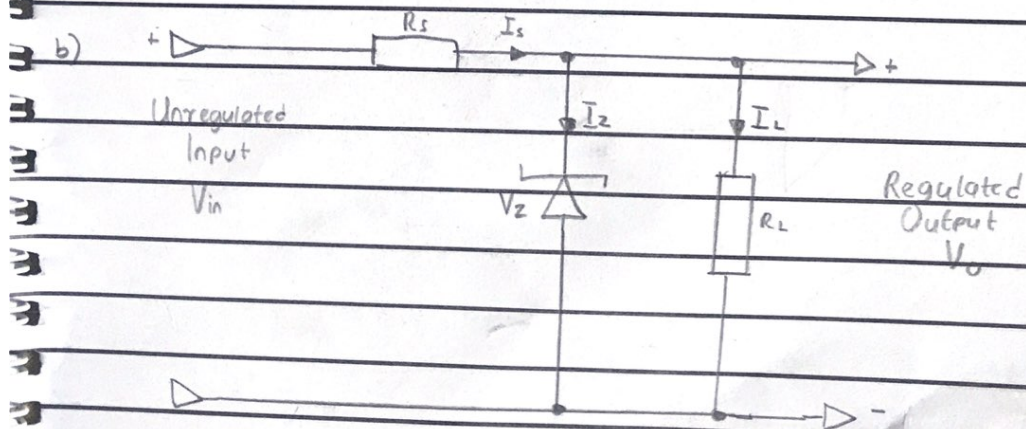 b)
+
Rs
Is
+
Unregulated
Input
Vin
Iz
IL
Vz
RL
Regulated
Output
Vo
-